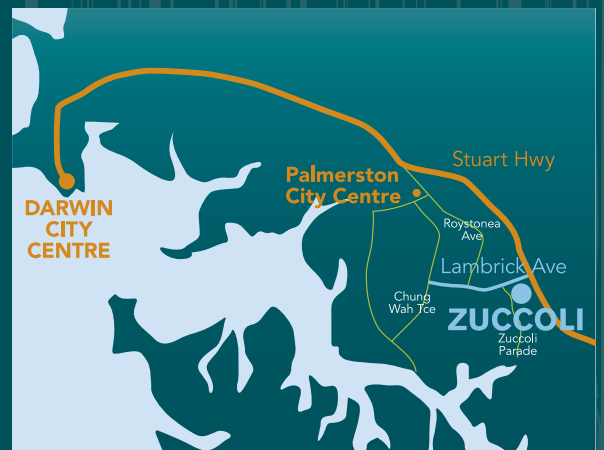 Stuart Hwy
Palmerston
City Centre
DARWIN
CITY
CENTRE
Roystonea
Ave
Lambrick Ave
Chung
Wah Tce
ZUCCOLI
Zuccoli
Parade